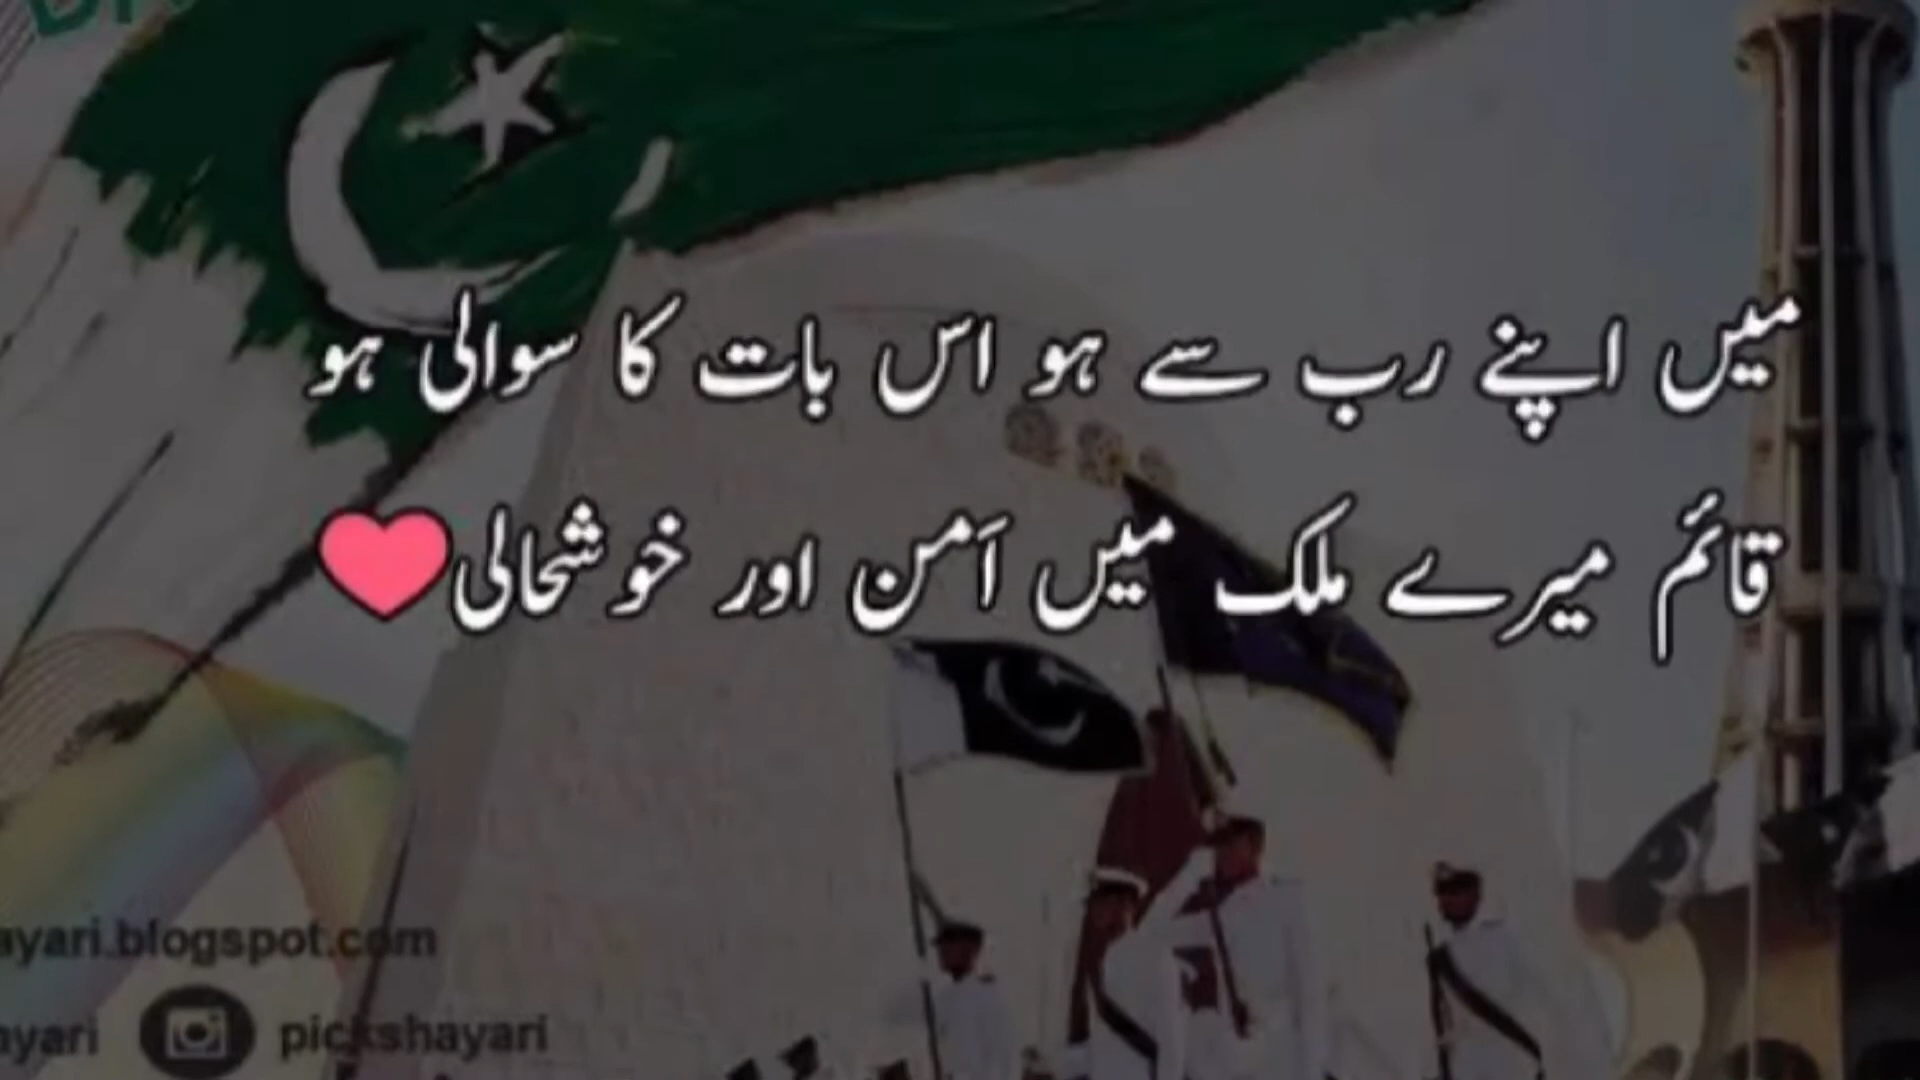 میں اپنے رب سے ہو اس بات کا سوالی ہو
قائم میرے ملک میں اَمن اور خوشحالی❤
ayari.blogspot.com
ayari
pickshayari